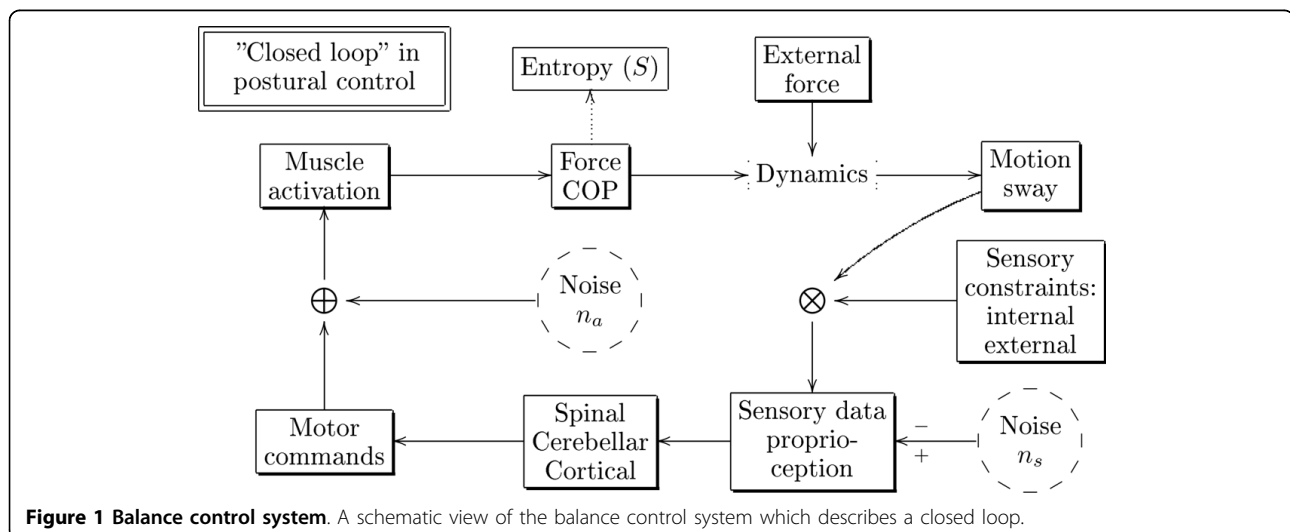 "Closed loop" in
postural control
Entropy (S)
External
force
Muscle
activation
Force
COP
Dynamics
Motion
sway
Noise
n_a
⊕
⊗
Sensory
constraints:
internal
external
Motor
commands
Spinal
Cerebellar
Cortical
Sensory data
proprio-
ception
−
+
Noise
n_s
Figure 1 Balance control system. A schematic view of the balance control system which describes a closed loop.